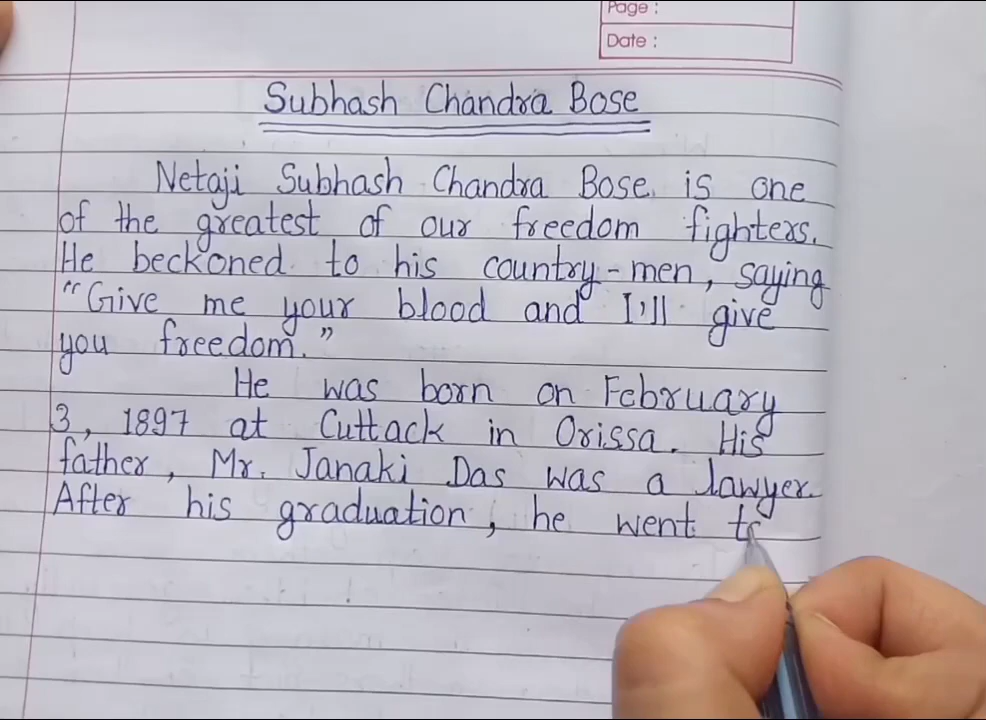 Page :
Date :
Subhash Chandra Bose
Netaji Subhash Chandra Bose is one
of the greatest of our freedom fighters.
He beckoned to his country-men, saying
"Give me your blood and I'll give
you freedom."
He was born on February
3, 1897 at Cuttack in Orissa. His
father, Mr. Janaki Das was a lawyer.
After his graduation, he went to